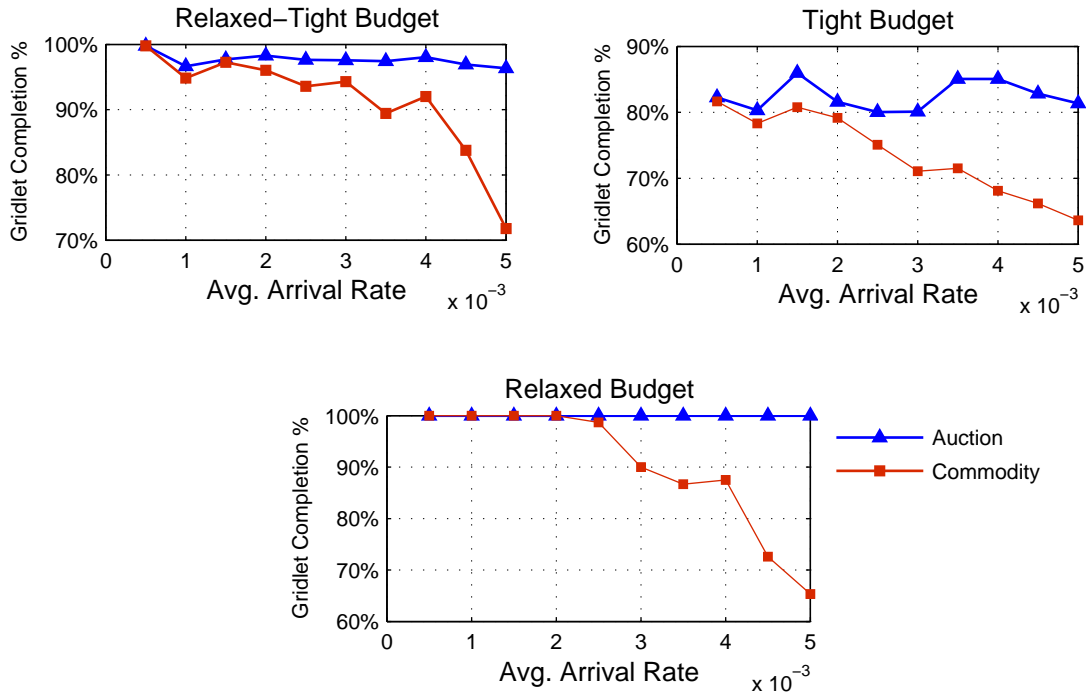 Relaxed−Tight Budget
Gridlet Completion %
100%
90%
80%
70%
0 1 2 3 4 5
Avg. Arrival Rate
x 10−3
Tight Budget
Gridlet Completion %
90%
80%
70%
60%
0 1 2 3 4 5
Avg. Arrival Rate
x 10−3
Relaxed Budget
Gridlet Completion %
100%
90%
80%
70%
60%
0 1 2 3 4 5
Avg. Arrival Rate
x 10−3
Auction
Commodity